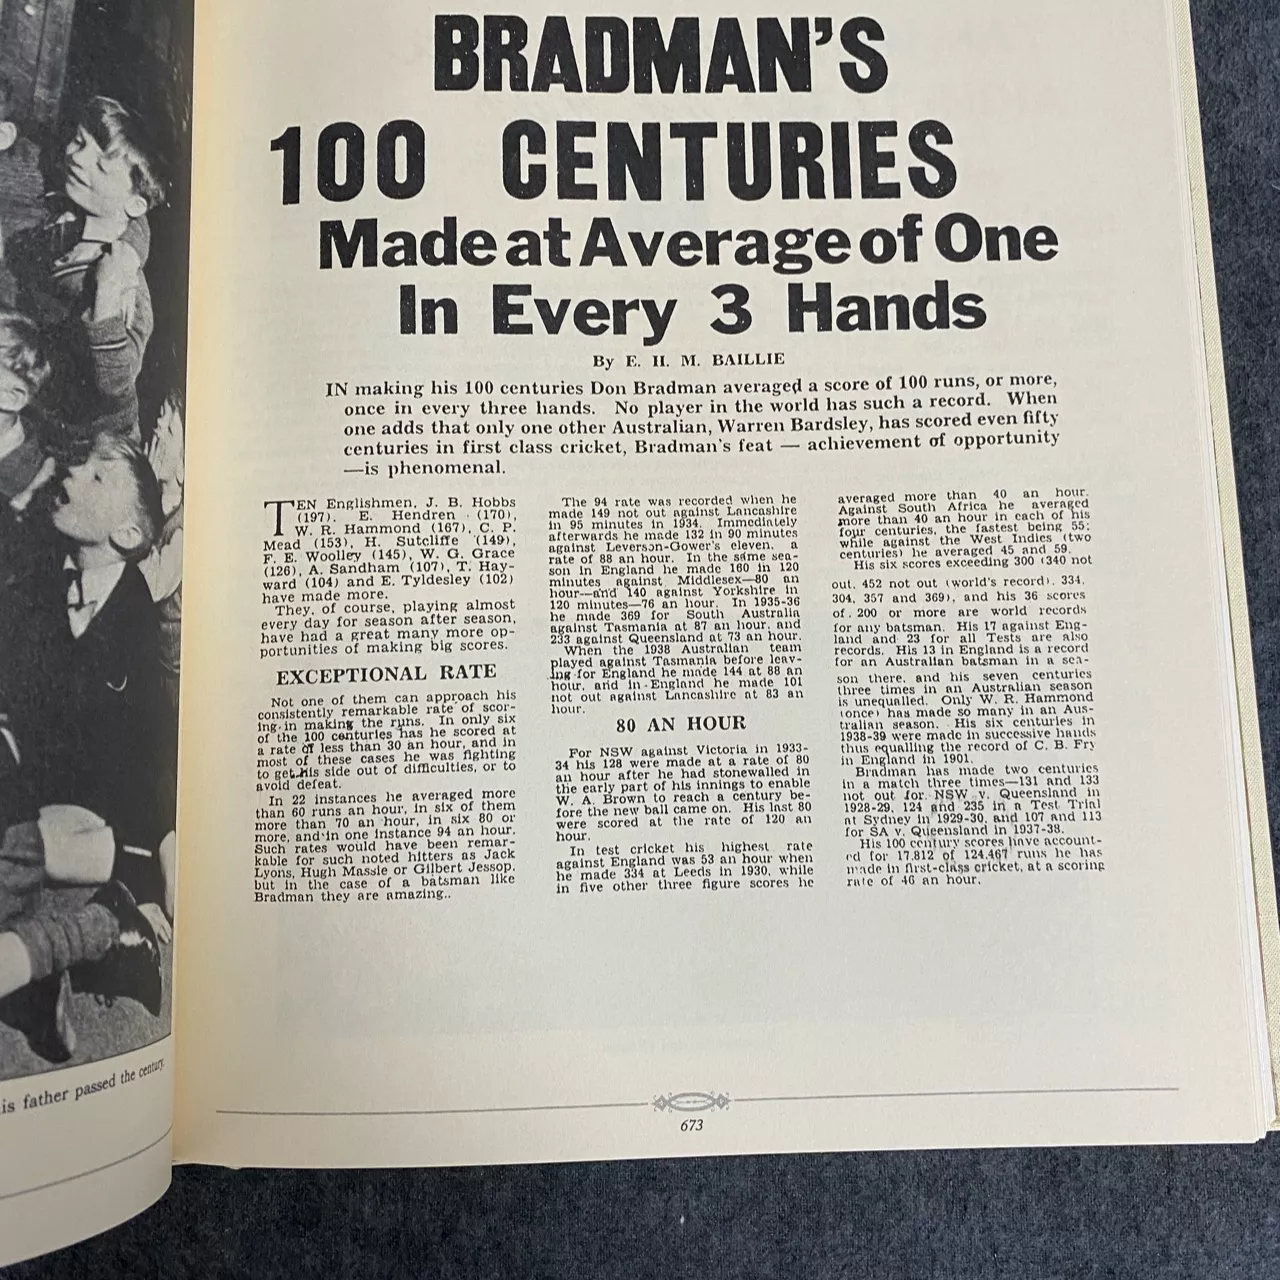 BRADMAN'S
100 CENTURIES
Made at Average of One
In Every 3 Hands
By E. H. M. BAILLIE
IN making his 100 centuries Don Bradman averaged a score of 100 runs, or more,
once in every three hands. No player in the world has such a record. When
one adds that only one other Australian, Warren Bardsley, has scored even fifty
centuries in first class cricket, Bradman's feat — achievement of opportunity
—is phenomenal.
TEN Englishmen, J. B. Hobbs
(197), E. Hendren (170),
W. R. Hammond (167), C. P.
Mead (153), H. Sutcliffe (149),
F. E. Woolley (145), W. G. Grace
(126), A. Sandham (107), T. Hay-
ward (104) and E. Tyldesley (102)
have made more.
They, of course, playing almost
every day for season after season,
have had a great many more op-
portunities of making big scores.
EXCEPTIONAL RATE
Not one of them can approach his
consistently remarkable rate of scor-
ing in making the runs. In only six
of the 100 centuries has he scored at
a rate of less than 30 an hour, and in
most of these cases he was fighting
to get his side out of difficulties, or to
avoid defeat.
In 22 instances he averaged more
than 60 runs an hour, in six of them
more than 70 an hour, in six 80 or
more, and in one instance 94 an hour.
Such rates would have been remar-
kable for such noted hitters as Jack
Lyons, Hugh Massie or Gilbert Jessop,
but in the case of a batsman like
Bradman they are amazing..
The 94 rate was recorded when he
made 149 not out against Lancashire
in 95 minutes in 1934. Immediately
afterwards he made 132 in 90 minutes
against Leverson-Gower's eleven, a
rate of 88 an hour. In the same sea-
son in England he made 160 in 120
minutes against Middlesex—80 an
hour—and 140 against Yorkshire in
120 minutes—76 an hour. In 1935-36
he made 369 for South Australia
against Tasmania at 87 an hour, and
233 against Queensland at 73 an hour.
When the 1938 Australian team
played against Tasmania before leav-
ing for England he made 144 at 88 an
hour, and in England he made 101
not out against Lancashire at 83 an
hour.
80 AN HOUR
For NSW against Victoria in 1933-
34 his 128 were made at a rate of 80
an hour after he had stonewalled in
the early part of his innings to enable
W. A. Brown to reach a century be-
fore the new ball came on. His last 80
were scored at the rate of 120 an
hour.
In test cricket his highest rate
against England was 53 an hour when
he made 334 at Leeds in 1930, while
in five other three figure scores he
averaged more than 40 an hour.
Against South Africa he averaged
more than 40 an hour in each of his
four centuries, the fastest being 55;
while against the West Indies (two
centuries) he averaged 45 and 59.
His six scores exceeding 300 (340 not
out, 452 not out (world's record), 334,
304, 357 and 369), and his 36 scores
of 200 or more are world records
for any batsman. His 17 against Eng-
land and 23 for all Tests are also
records. His 13 in England is a record
for an Australian batsman in a sea-
son there, and his seven centuries
three times in an Australian season
is unequalled. Only W. R. Hammond
(once) has made so many in an Aus-
tralian season. His six centuries in
1938-39 were made in successive hands
thus equalling the record of C. B. Fry
in England in 1901.
Bradman has made two centuries
in a match three times—131 and 133
not out for NSW v. Queensland in
1928-29, 124 and 235 in a Test Trial
at Sydney in 1929-30, and 107 and 113
for SA v. Queensland in 1937-38.
His 100 century scores have account-
ed for 17,812 of 124,467 runs he has
made in first-class cricket, at a scoring
rate of 46 an hour.
673
is father passed the century.